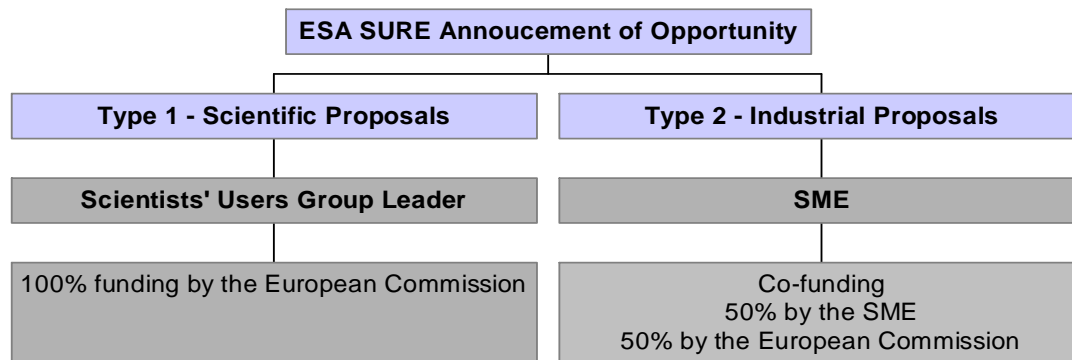 ESA SURE Annoucement of Opportunity
Type 1 - Scientific Proposals
Type 2 - Industrial Proposals
Scientists' Users Group Leader
SME
100% funding by the European Commission
Co-funding
50% by the SME
50% by the European Commission